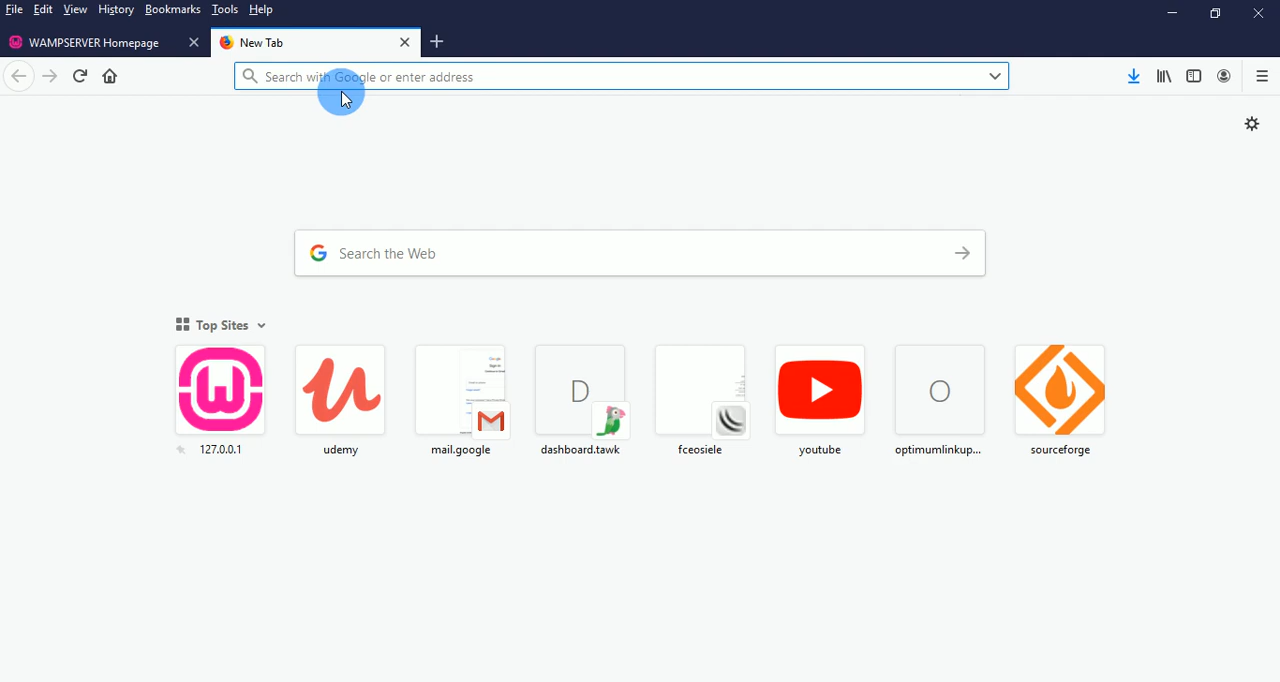 File Edit View History Bookmarks Tools Help
WAMPSERVER Homepage New Tab
Search with Google or enter address
Search the Web
Top Sites
D O
127.0.0.1 udemy mail.google dashboard.tawk fceosiele youtube optimumlinkup... sourceforge